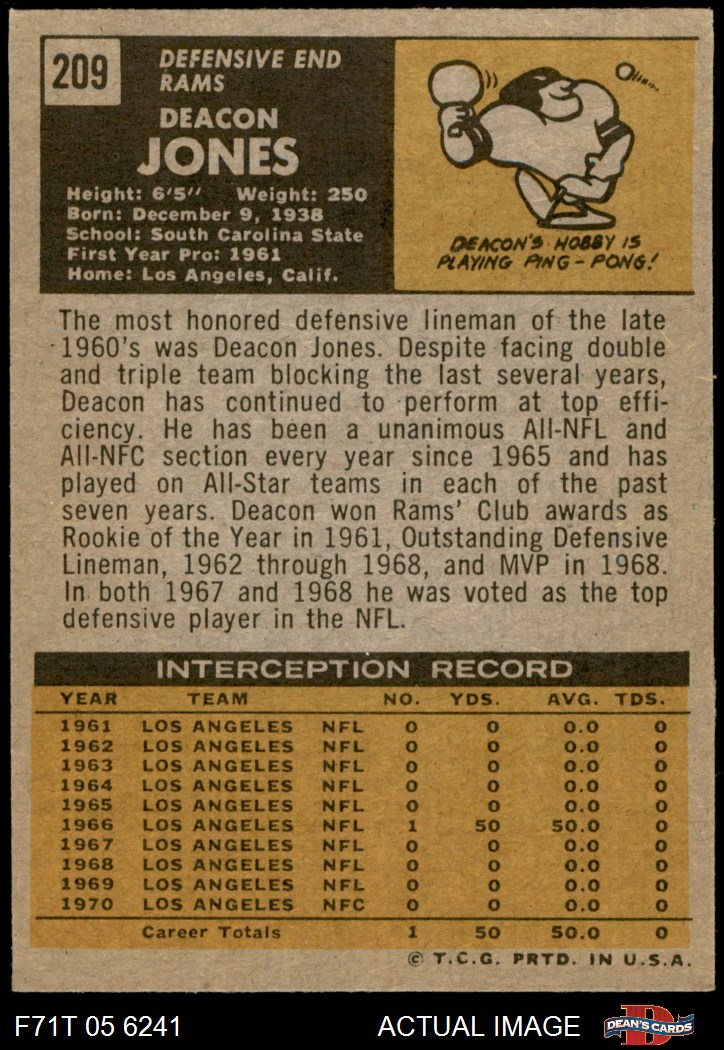 209
DEFENSIVE END
RAMS
DEACON
JONES
Height: 6'5" Weight: 250
Born: December 9, 1938
School: South Carolina State
First Year Pro: 1961
Home: Los Angeles, Calif.
DEACON'S HOBBY IS
PLAYING PING-PONG!
The most honored defensive lineman of the late
1960's was Deacon Jones. Despite facing double
and triple team blocking the last several years,
Deacon has continued to perform at top effi-
ciency. He has been a unanimous All-NFL and
All-NFC section every year since 1965 and has
played on All-Star teams in each of the past
seven years. Deacon won Rams' Club awards as
Rookie of the Year in 1961, Outstanding Defensive
Lineman, 1962 through 1968, and MVP in 1968.
In both 1967 and 1968 he was voted as the top
defensive player in the NFL.
INTERCEPTION RECORD
YEAR TEAM NO. YDS. AVG. TDS.
1961 LOS ANGELES NFL 0 0 0.0 0
1962 LOS ANGELES NFL 0 0 0.0 0
1963 LOS ANGELES NFL 0 0 0.0 0
1964 LOS ANGELES NFL 0 0 0.0 0
1965 LOS ANGELES NFL 0 0 0.0 0
1966 LOS ANGELES NFL 1 50 50.0 0
1967 LOS ANGELES NFL 0 0 0.0 0
1968 LOS ANGELES NFL 0 0 0.0 0
1969 LOS ANGELES NFL 0 0 0.0 0
1970 LOS ANGELES NFC 0 0 0.0 0
Career Totals 1 50 50.0 0
© T.C.G. PRTD. IN U.S.A.
F71T 05 6241 ACTUAL IMAGE D DEAN'S CARDS